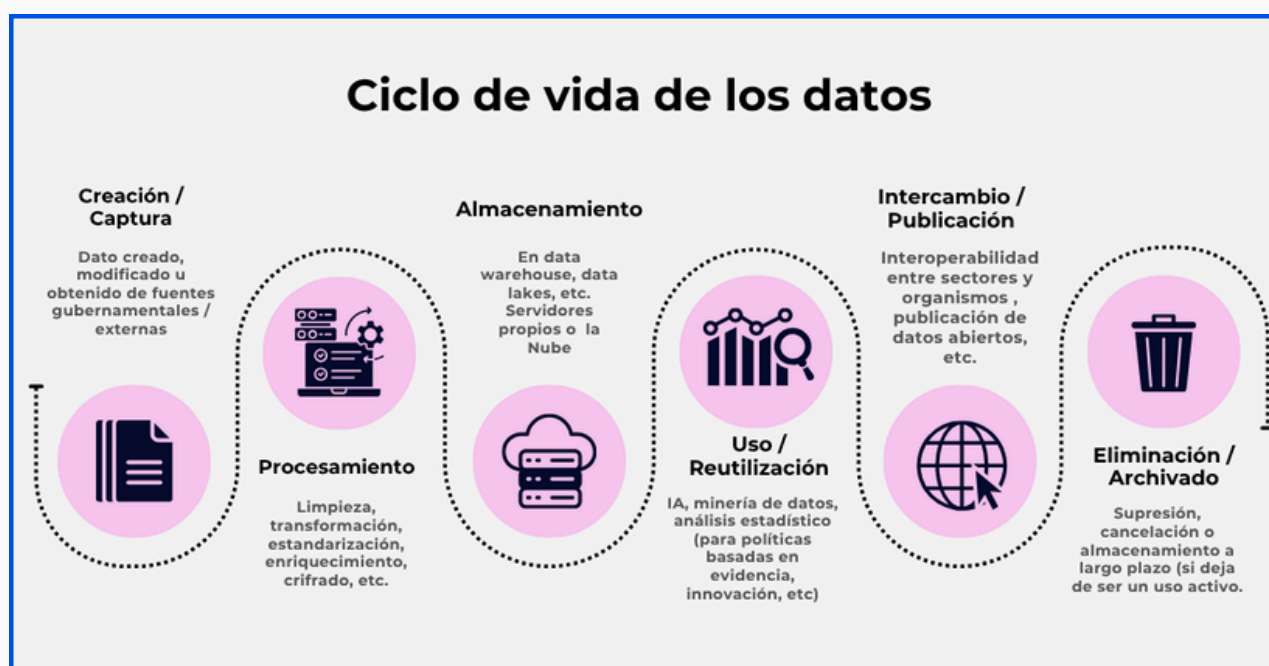 Ciclo de vida de los datos
Creación /
Captura
Dato creado,
modificado u
obtenido de fuentes
gubernamentales /
externas
Procesamiento
Limpieza,
transformación,
estandarización,
enriquecimiento,
crifrado, etc.
Almacenamiento
En data
warehouse, data
lakes, etc.
Servidores
propios o la
Nube
Uso /
Reutilización
IA, minería de datos,
análisis estadístico
(para políticas
basadas en
evidencia,
innovación, etc)
Intercambio /
Publicación
Interoperabilidad
entre sectores y
organismos ,
publicación de
datos abiertos,
etc.
Eliminación /
Archivado
Supresión,
cancelación o
almacenamiento a
largo plazo (si deja
de ser un uso activo.